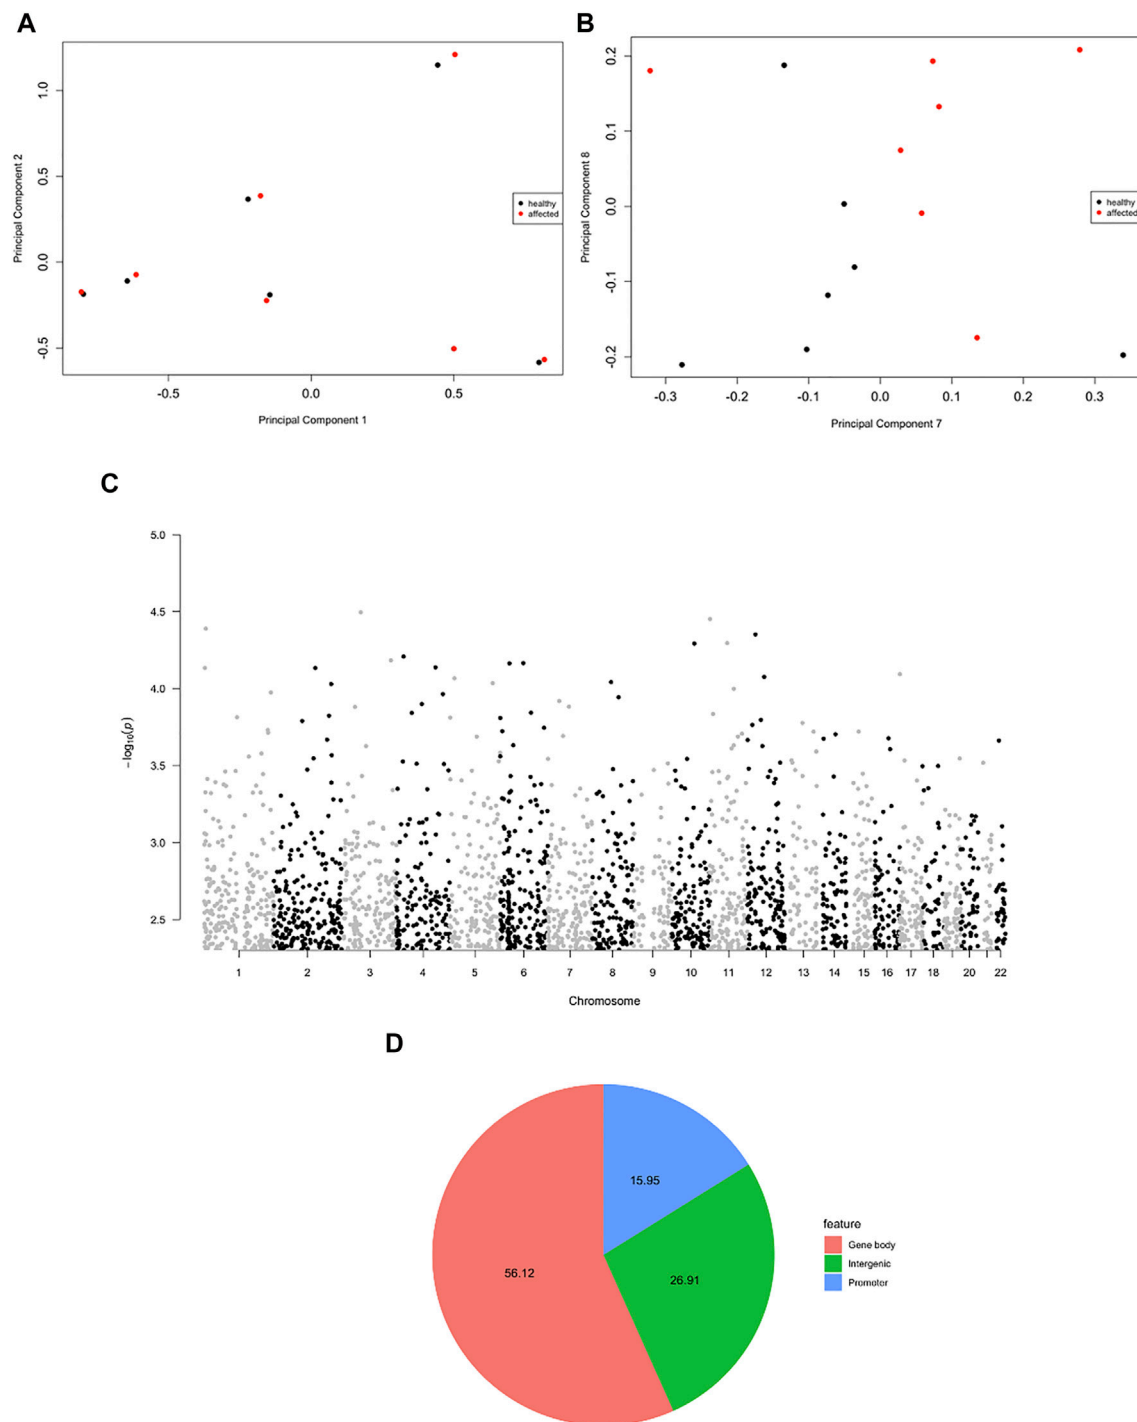 A
Principal Component 2
1.0
0.5
0.0
-0.5
-0.5
0.0
0.5
Principal Component 1
healthy
affected
B
Principal Component 8
0.2
0.1
0.0
-0.1
-0.2
-0.3
-0.2
-0.1
0.0
0.1
0.2
0.3
Principal Component 7
healthy
affected
C
−log10(p)
5.0
4.5
4.0
3.5
3.0
2.5
1 2 3 4 5 6 7 8 9 10 11 12 13 14 15 16 17 18 20 22
Chromosome
D
15.95
56.12
26.91
feature
Gene body
Intergenic
Promoter